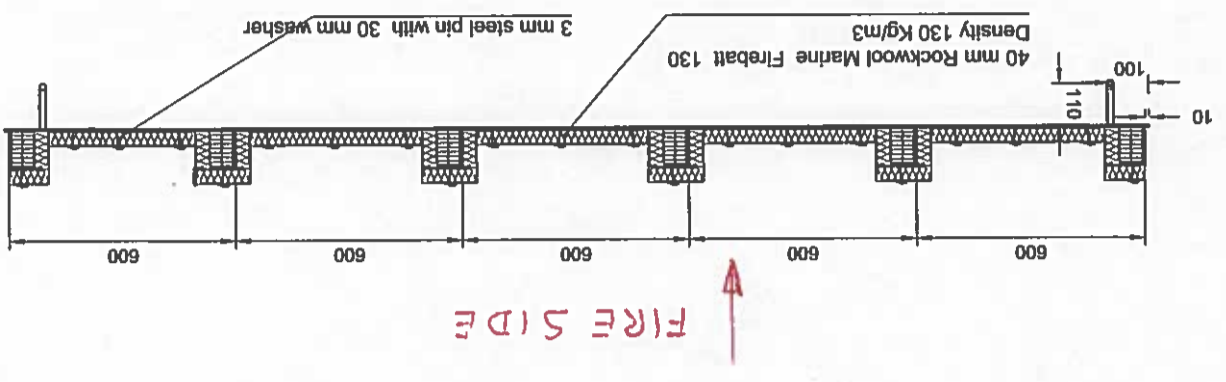 FIRE SIDE
600 600 600 600 600
10
110
100
40 mm Rockwool Marine Firebatt 130
Density 130 Kg/m3
3 mm steel pin with 30 mm washer